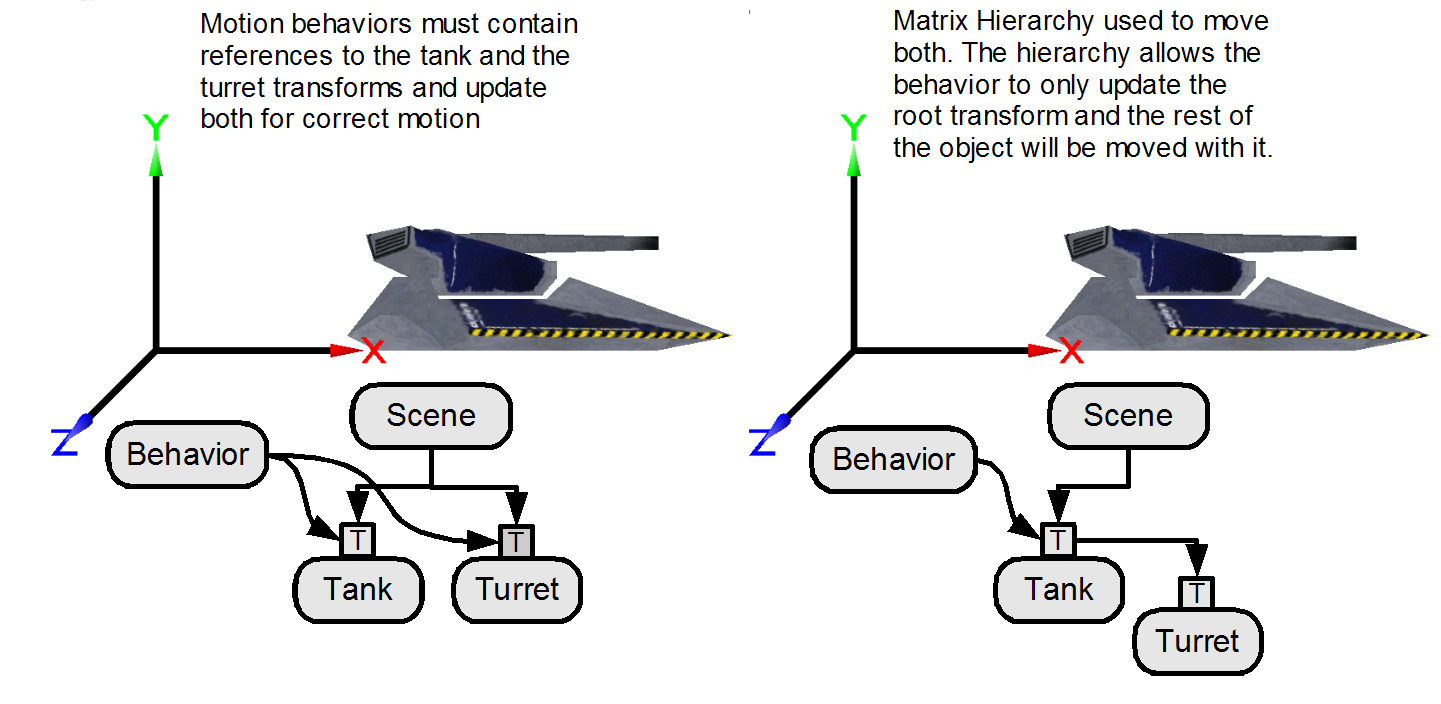 Motion behaviors must contain
references to the tank and the
turret transforms and update
both for correct motion
Y
X
Z
Scene
Behavior
T
T
Tank
Turret
Matrix Hierarchy used to move
both. The hierarchy allows the
behavior to only update the
root transform and the rest of
the object will be moved with it.
Y
X
Z
Scene
Behavior
T
Tank
T
Turret